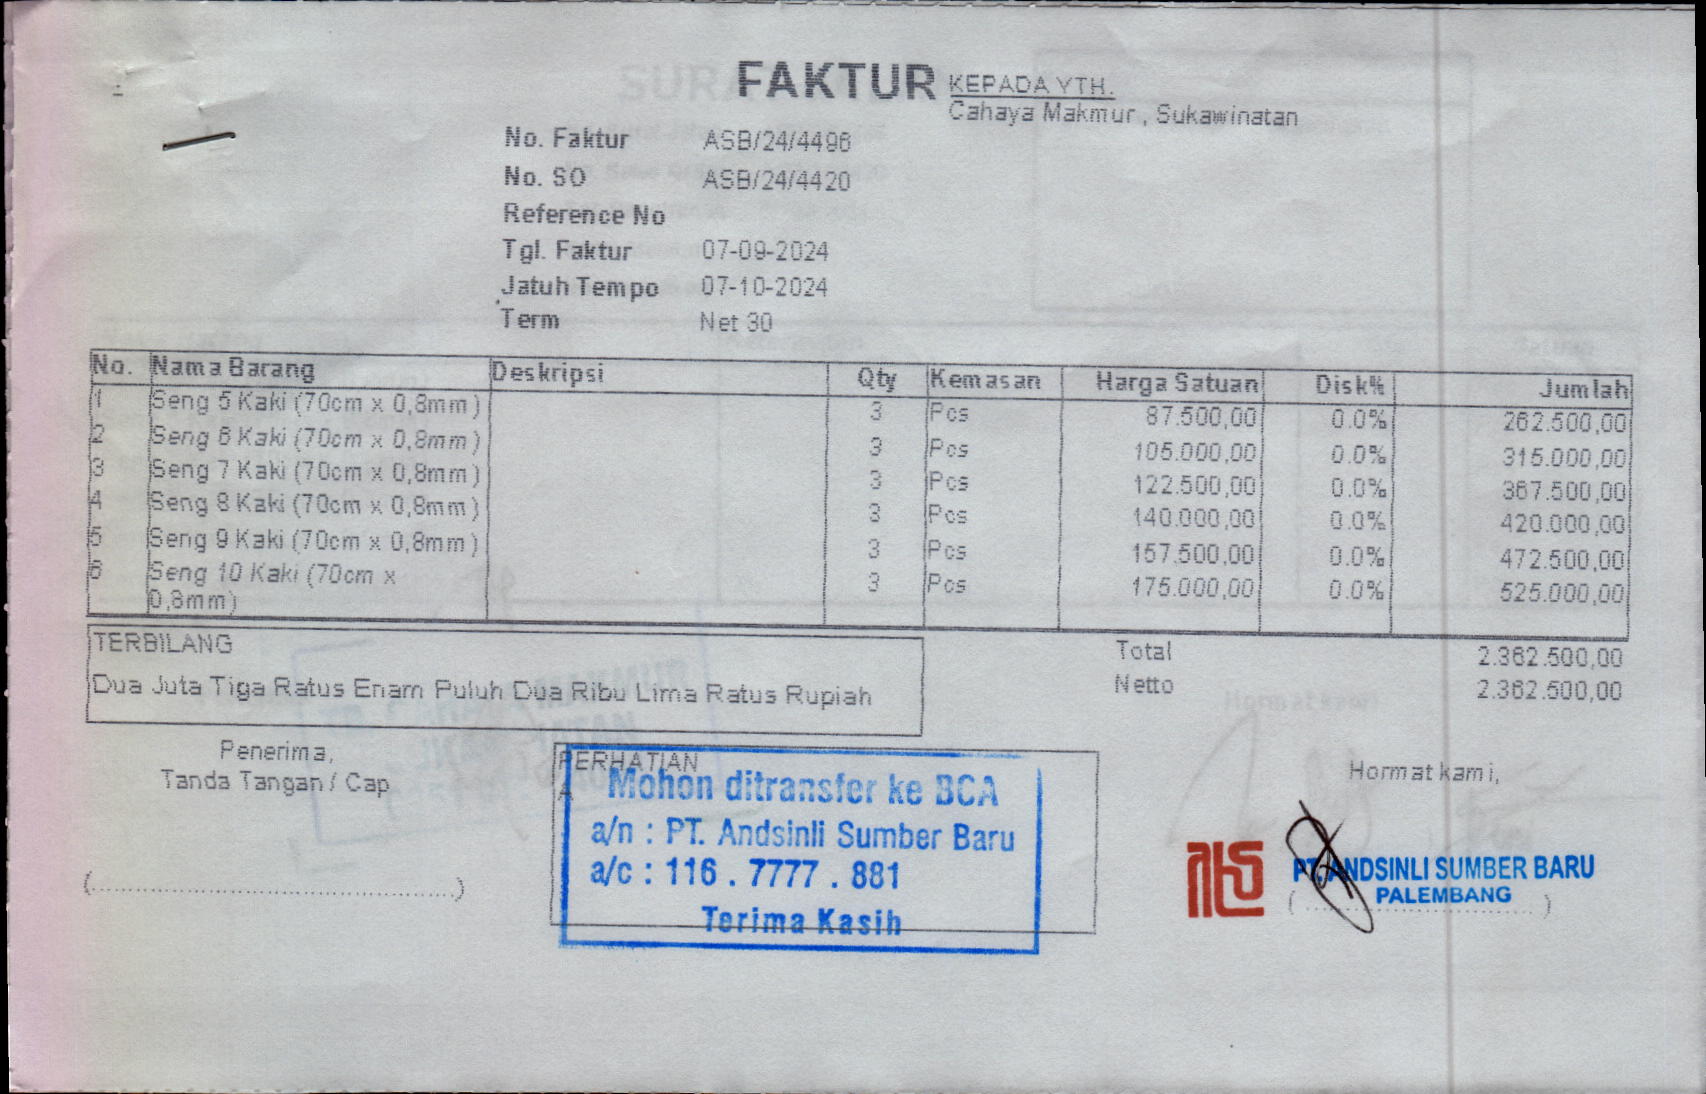 FAKTUR
KEPADA YTH.
Cahaya Makmur, Sukawinatan
No. Faktur ASB/24/4496
No. SO ASB/24/4420
Reference No
Tgl. Faktur 07-09-2024
Jatuh Tempo 07-10-2024
Term Net 30
No. Nama Barang Deskripsi Qty Kemasan Harga Satuan Disk% Jumlah
1 Seng 5 Kaki (70cm x 0,8mm) 3 Pcs 87.500,00 0.0% 262.500,00
2 Seng 6 Kaki (70cm x 0,8mm) 3 Pcs 105.000,00 0.0% 315.000,00
3 Seng 7 Kaki (70cm x 0,8mm) 3 Pcs 122.500,00 0.0% 367.500,00
4 Seng 8 Kaki (70cm x 0,8mm) 3 Pcs 140.000,00 0.0% 420.000,00
5 Seng 9 Kaki (70cm x 0,8mm) 3 Pcs 157.500,00 0.0% 472.500,00
6 Seng 10 Kaki (70cm x 3 Pcs 175.000,00 0.0% 525.000,00
0,8mm)
TERBILANG
Dua Juta Tiga Ratus Enam Puluh Dua Ribu Lima Ratus Rupiah
Total 2.362.500,00
Netto 2.362.500,00
Penerima,
Tanda Tangan / Cap
(........................................)
PERHATIAN
A
Mohon ditransfer ke BCA
a/n : PT. Andsinli Sumber Baru
a/c : 116 . 7777 . 881
Terima Kasih
Hormat kami,
PT. ANDSINLI SUMBER BARU
PALEMBANG
(........................................)